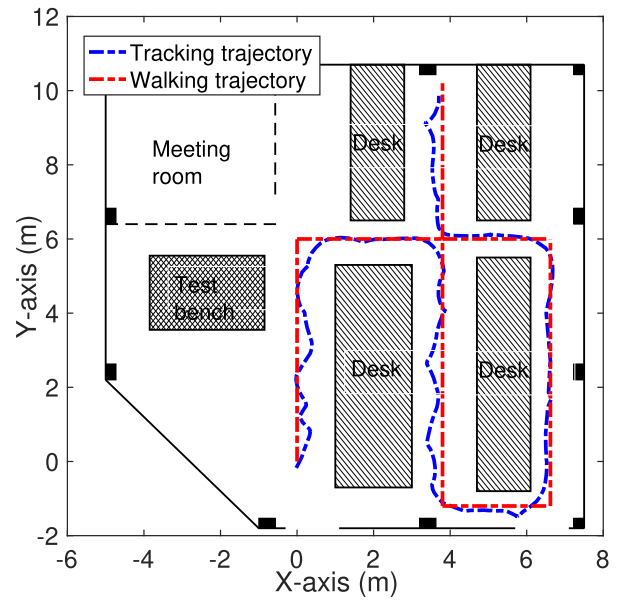 12
10
8
6
4
2
0
-2
Y-axis (m)
Tracking trajectory
Walking trajectory
Meeting
room
Desk
Desk
Test
bench
Desk
Desk
-6
-4
-2
0
2
4
6
8
X-axis (m)